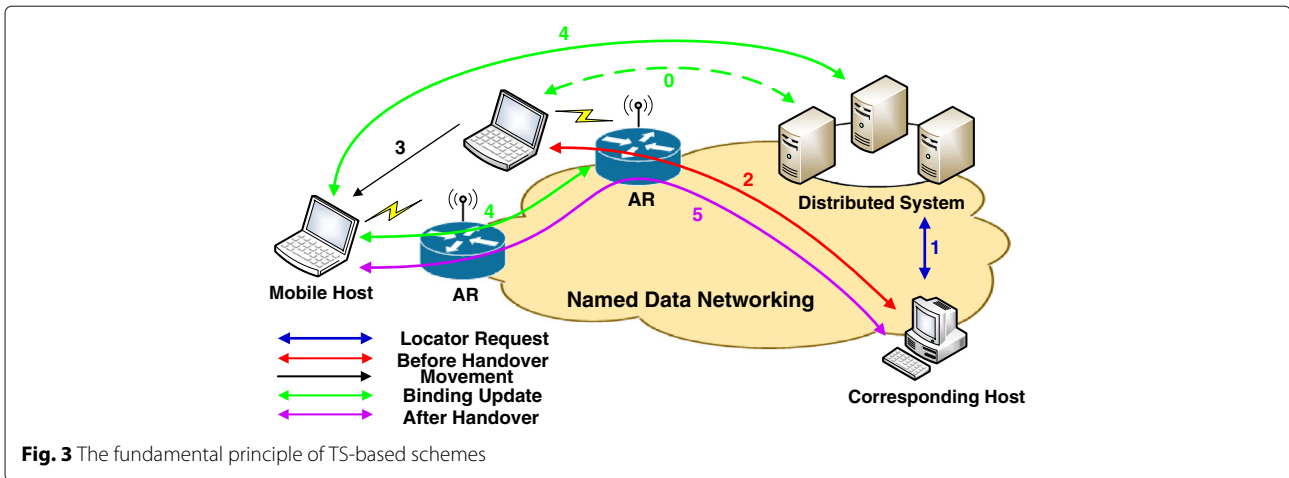 4
0
3
2
AR
Distributed System
4
5
1
Mobile Host
AR
Named Data Networking
Locator Request
Before Handover
Movement
Binding Update
After Handover
Corresponding Host
Fig. 3 The fundamental principle of TS-based schemes